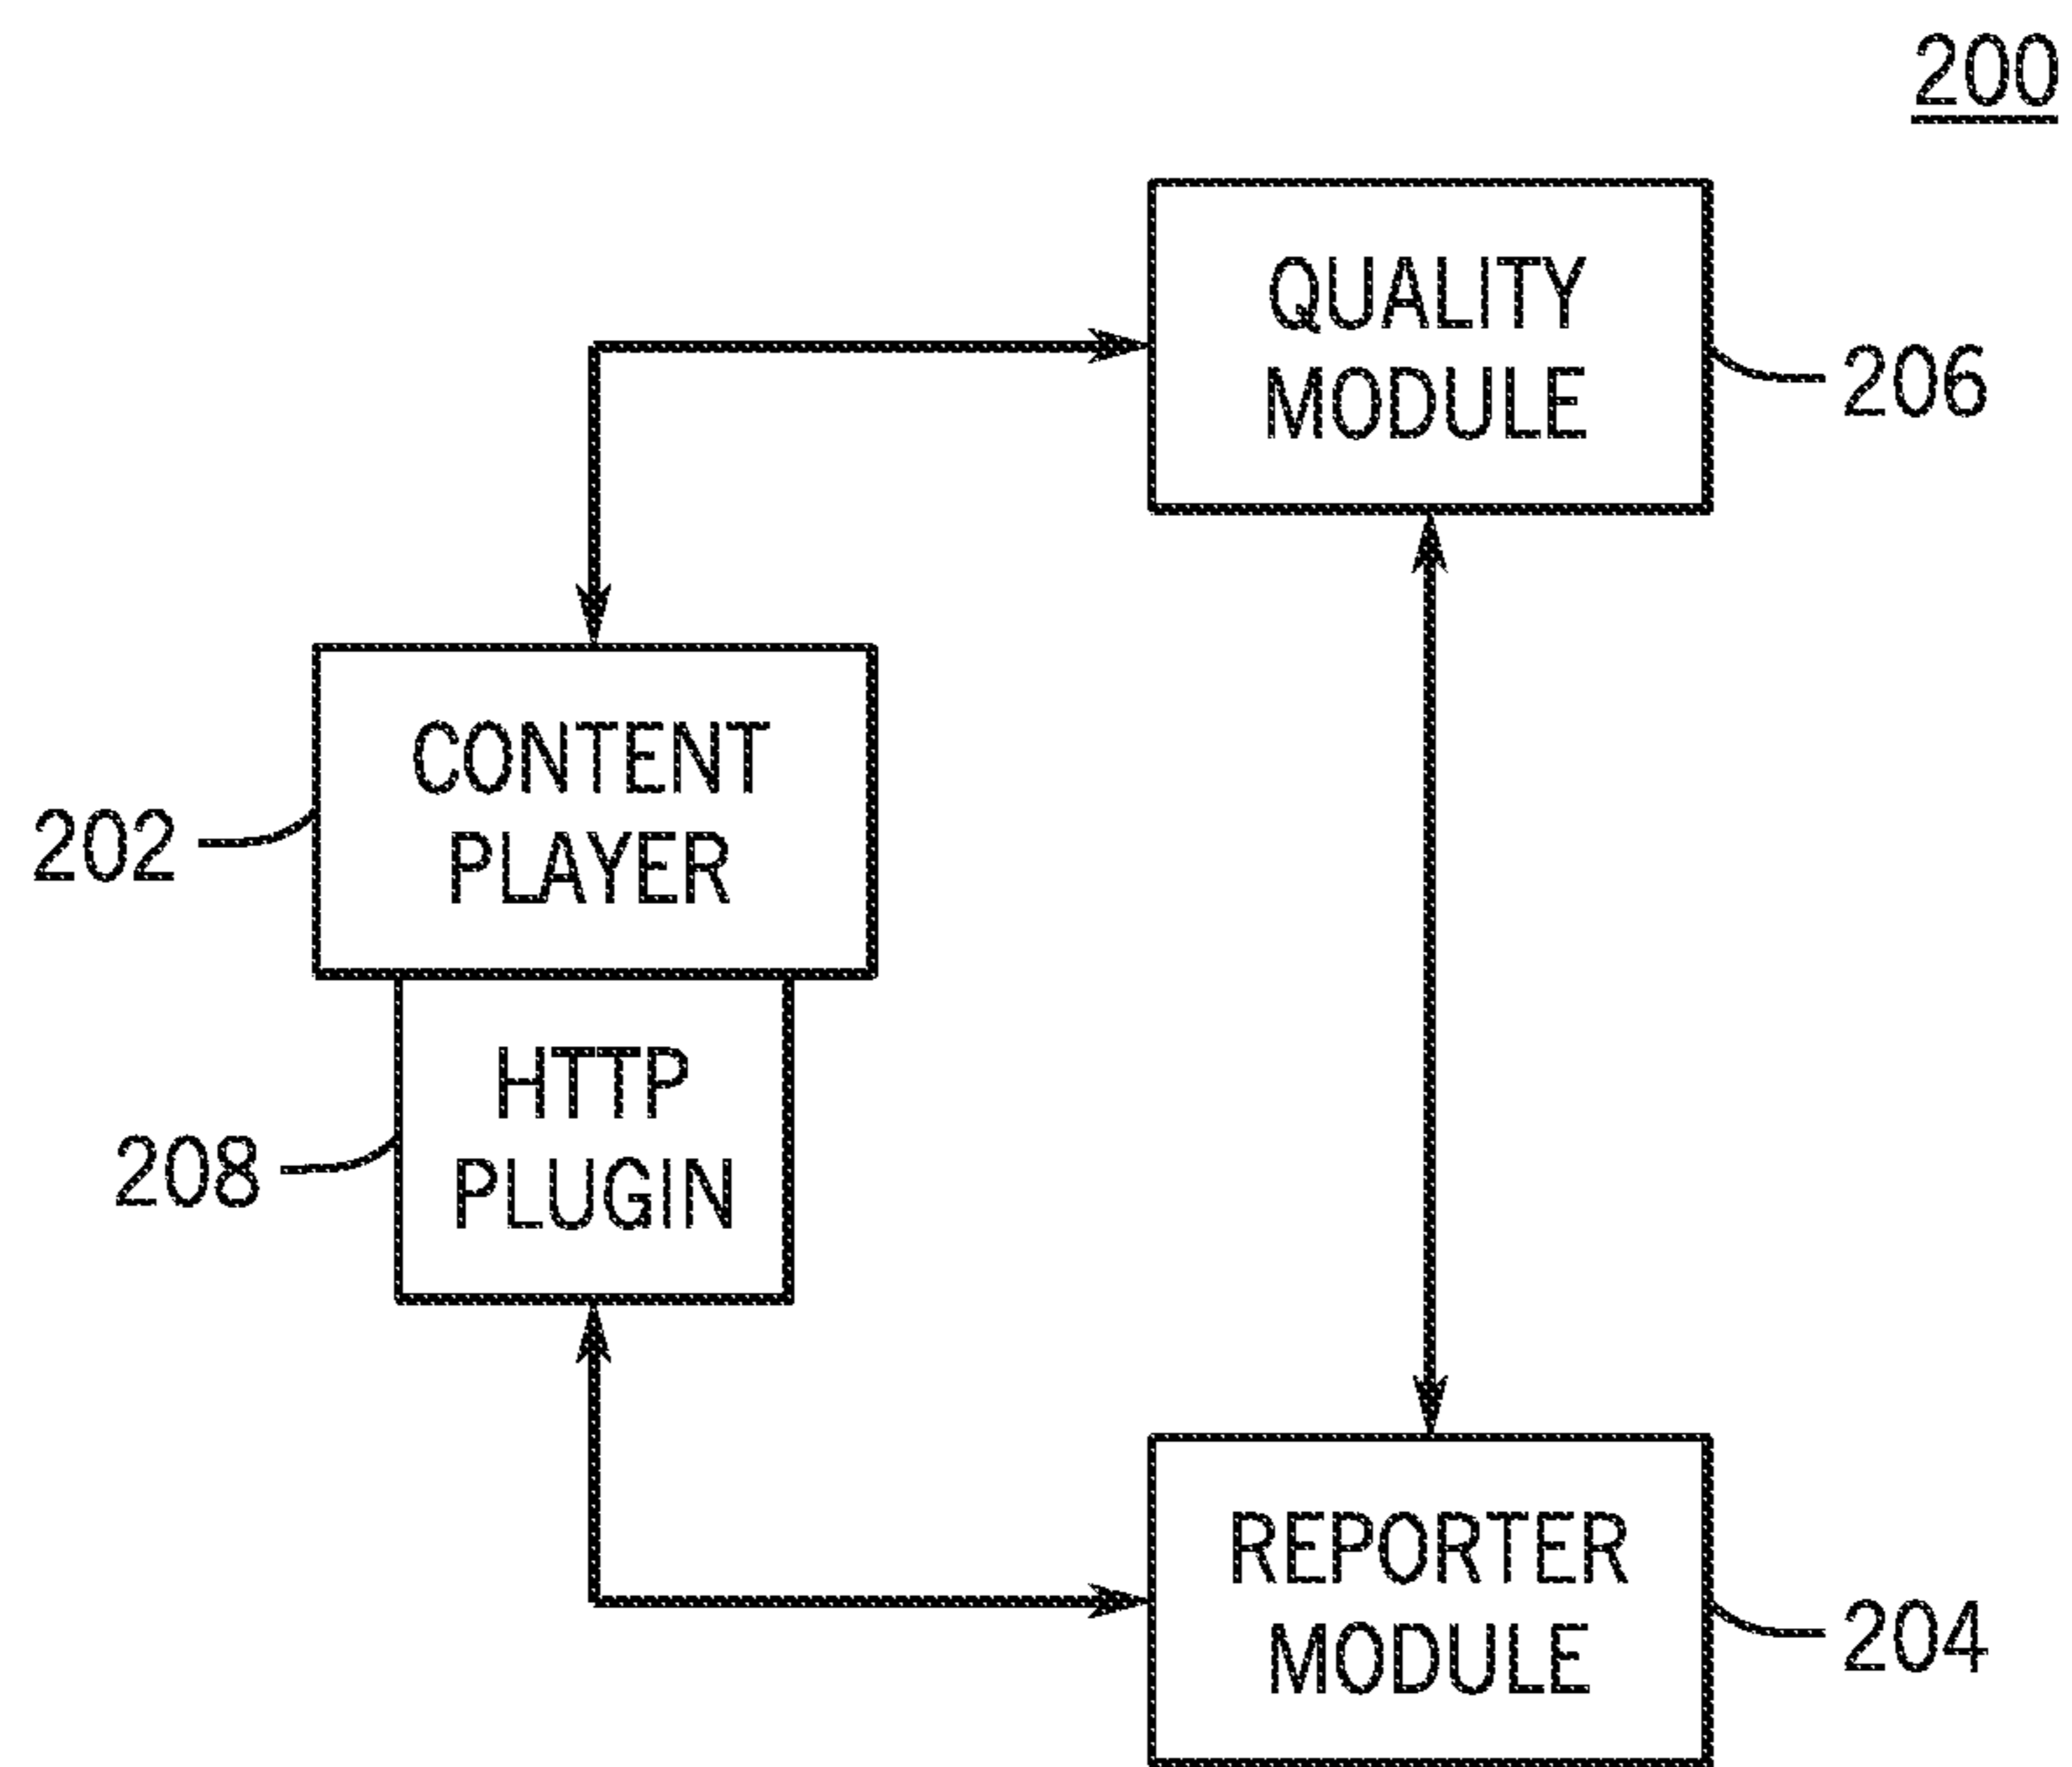 200
QUALITY
MODULE
206
CONTENT
PLAYER
202
HTTP
PLUGIN
208
REPORTER
MODULE
204